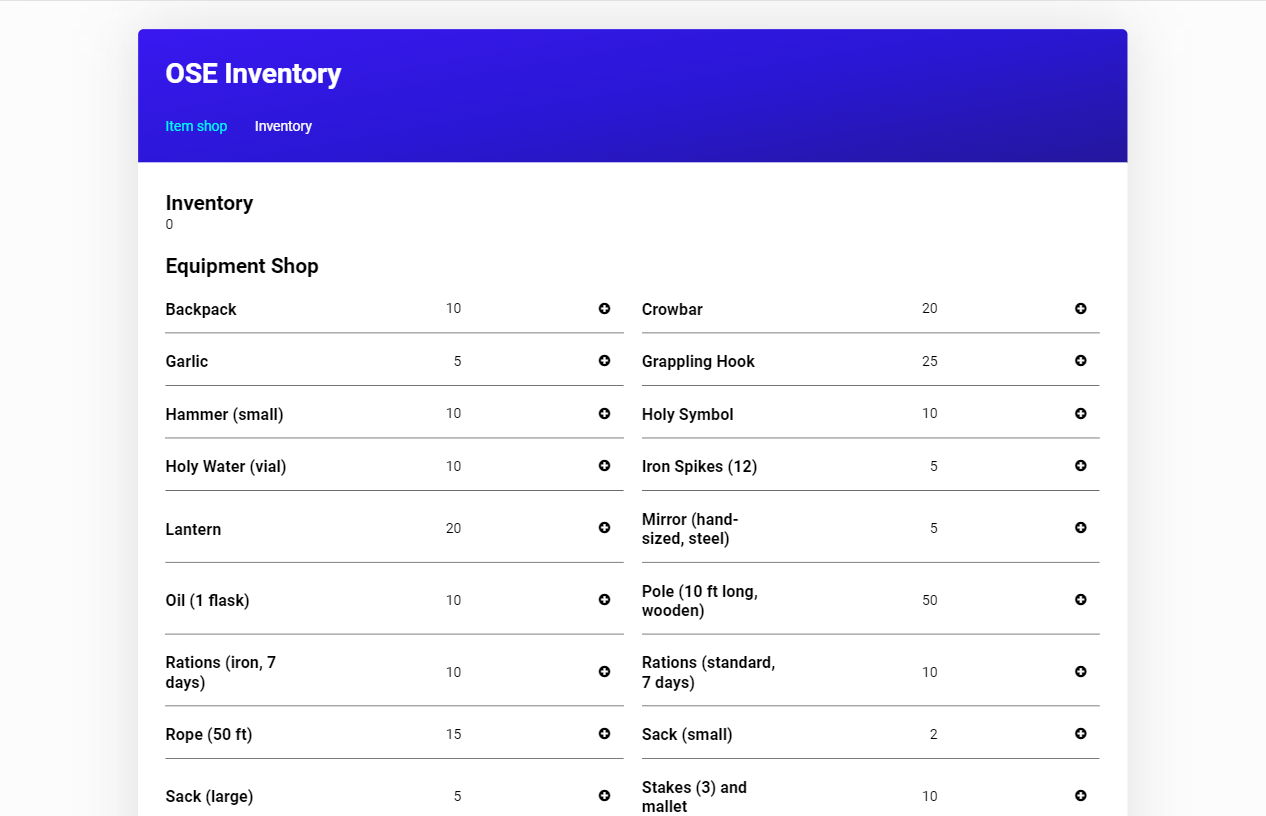 OSE Inventory
Item shop Inventory
Inventory
0
Equipment Shop
Backpack 10 Crowbar 20
Garlic 5 Grappling Hook 25
Hammer (small) 10 Holy Symbol 10
Holy Water (vial) 10 Iron Spikes (12) 5
Lantern 20 Mirror (hand-
sized, steel) 5
Oil (1 flask) 10 Pole (10 ft long,
wooden) 50
Rations (iron, 7
days) 10 Rations (standard,
7 days) 10
Rope (50 ft) 15 Sack (small) 2
Sack (large) 5 Stakes (3) and
mallet 10